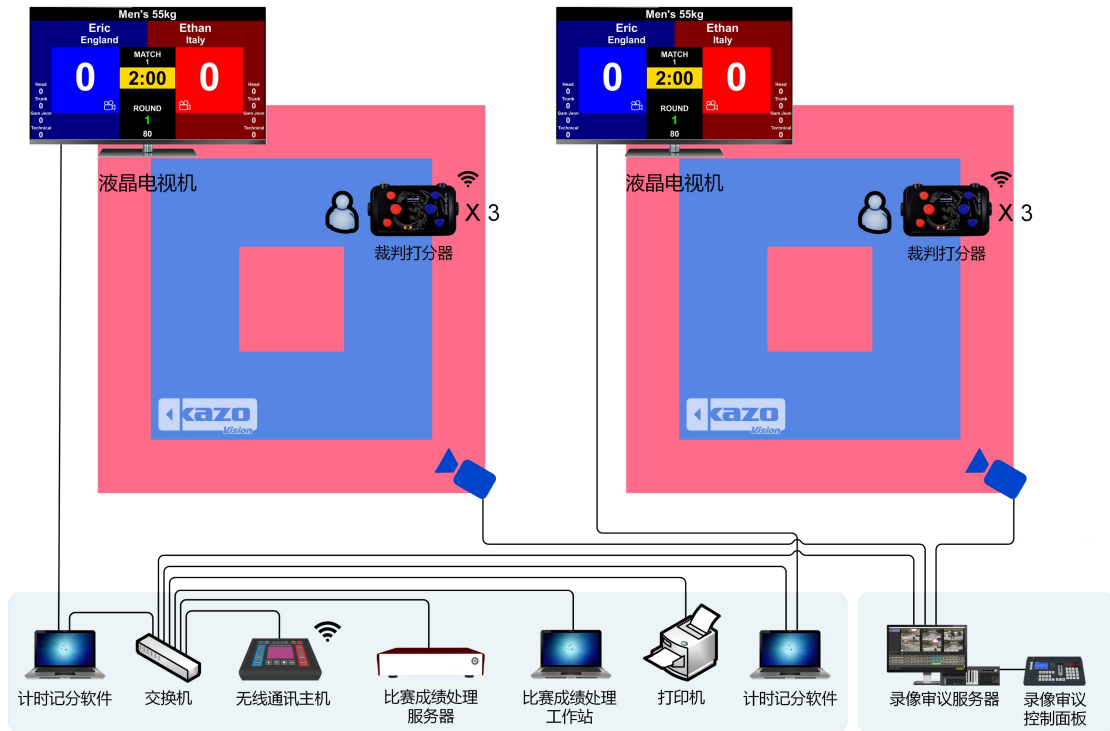 Men's 55kg
Eric
England
Ethan
Italy
MATCH
1
0
2:00
0
ROUND
1
80
Head
0
Trunk
0
Gam Jeon
0
Technical
0
Head
0
Trunk
0
Gam Jeon
0
Technical
0
液晶电视机
X 3
裁判打分器
kazo
Vision
Men's 55kg
Eric
England
Ethan
Italy
MATCH
1
0
2:00
0
ROUND
1
80
Head
0
Trunk
0
Gam Jeon
0
Technical
0
Head
0
Trunk
0
Gam Jeon
0
Technical
0
液晶电视机
X 3
裁判打分器
kazo
Vision
计时记分软件
交换机
无线通讯主机
比赛成绩处理
服务器
比赛成绩处理
工作站
打印机
计时记分软件
录像审议服务器
录像审议
控制面板